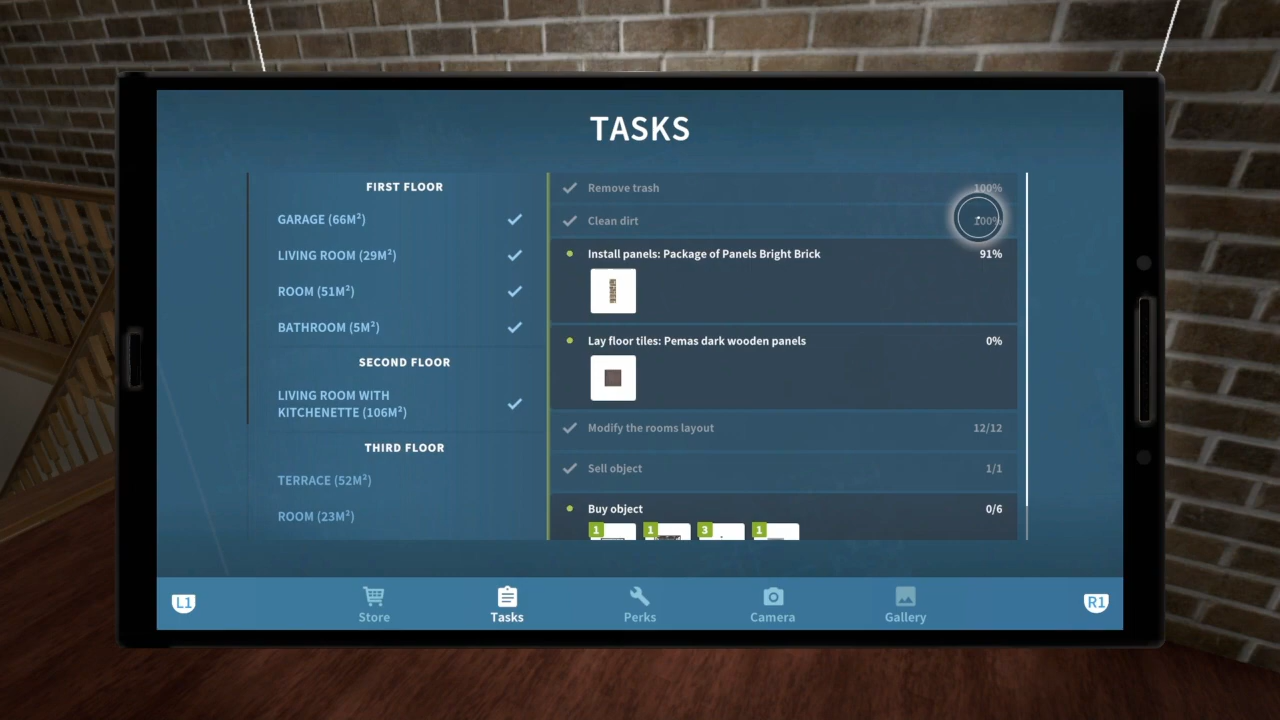 TASKS
FIRST FLOOR
GARAGE (66M²)
LIVING ROOM (29M²)
ROOM (51M²)
BATHROOM (5M²)
SECOND FLOOR
LIVING ROOM WITH
KITCHENETTE (106M²)
THIRD FLOOR
TERRACE (52M²)
ROOM (23M²)
Remove trash 100%
Clean dirt 100%
Install panels: Package of Panels Bright Brick 91%
Lay floor tiles: Pemas dark wooden panels 0%
Modify the rooms layout 12/12
Sell object 1/1
Buy object 0/6
1 1 3 1
L1 Store Tasks Perks Camera Gallery R1